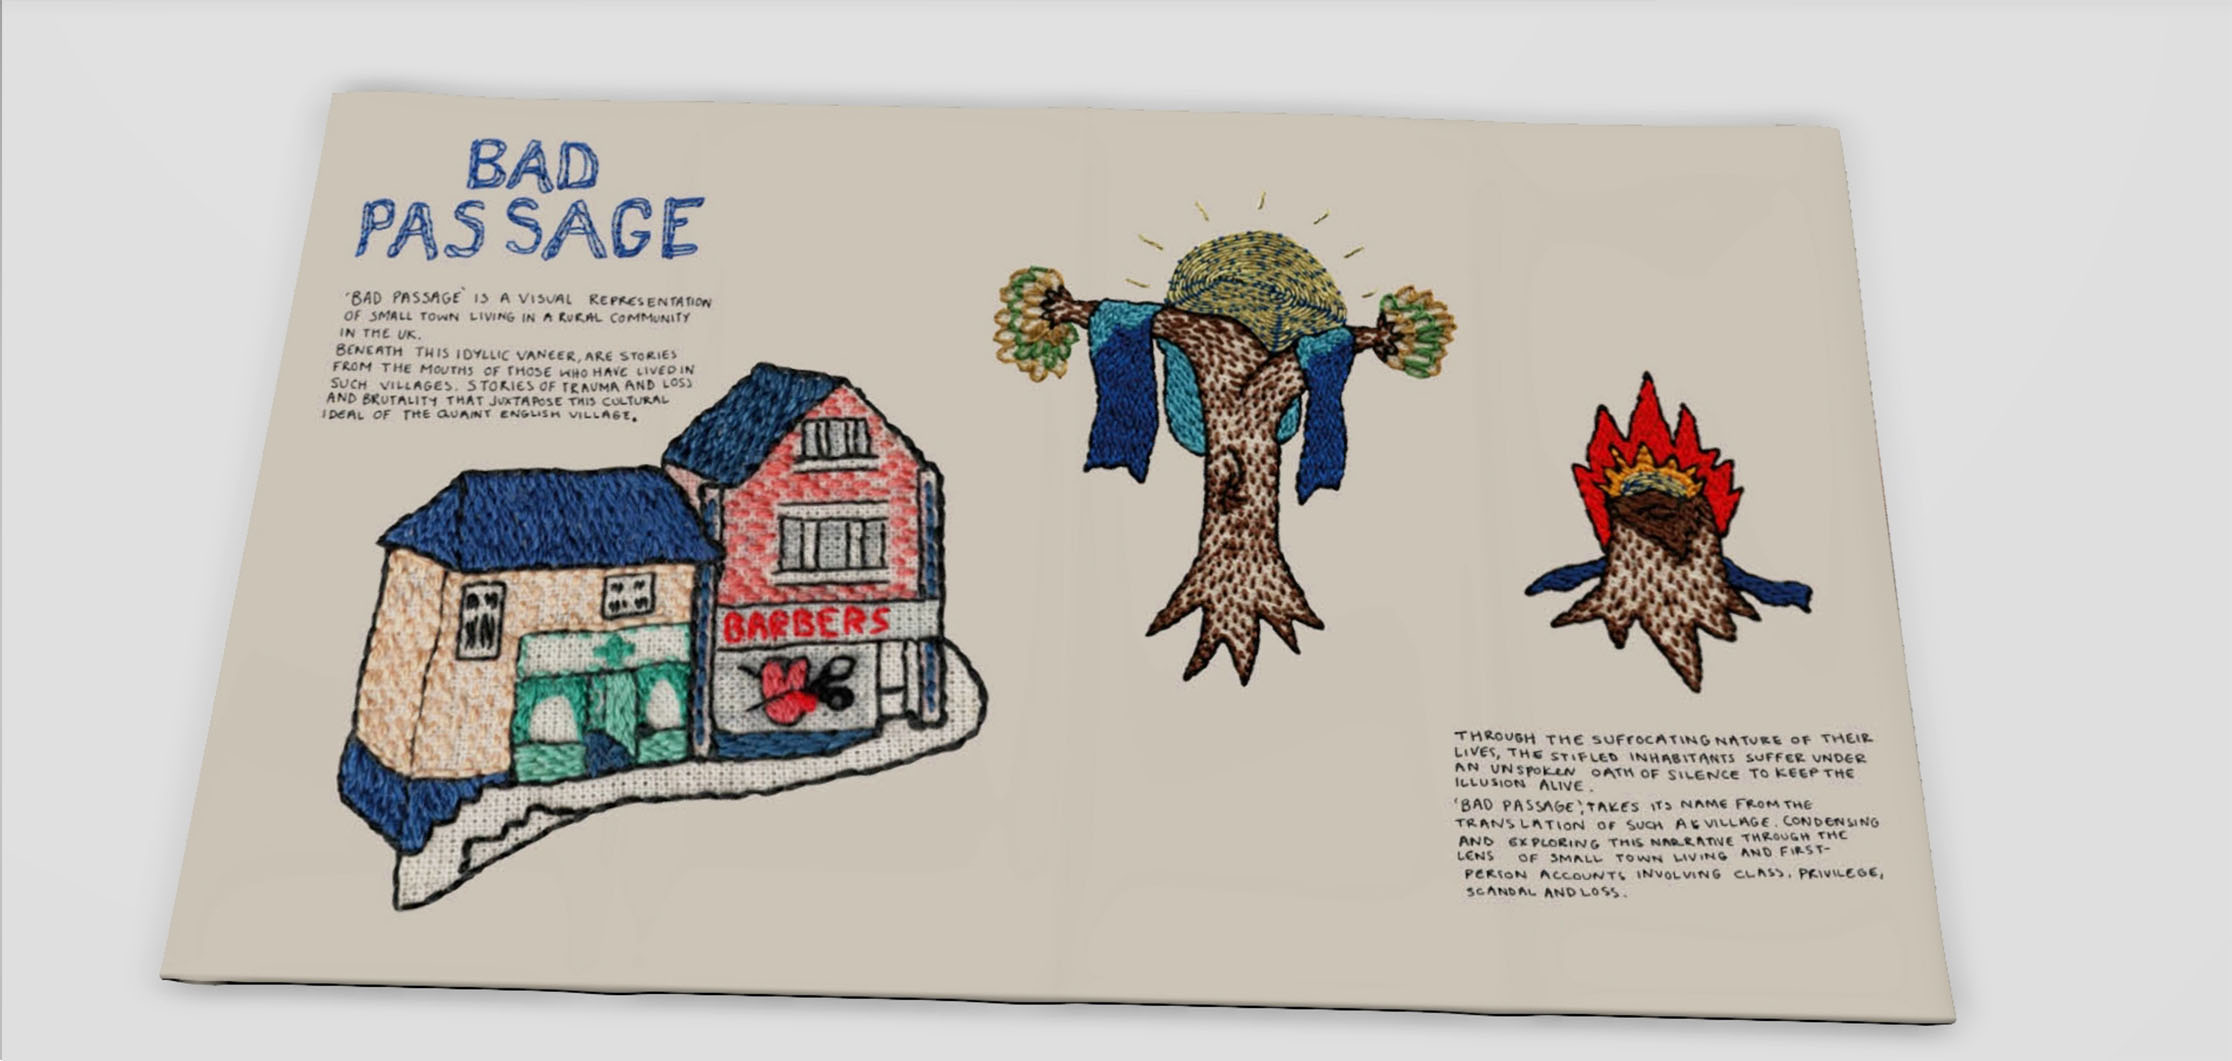 BAD
PASSAGE
'BAD PASSAGE' IS A VISUAL REPRESENTATION
OF SMALL TOWN LIVING IN A RURAL COMMUNITY
IN THE UK.
BENEATH THIS IDYLLIC VANEER, ARE STORIES
FROM THE MOUTHS OF THOSE WHO HAVE LIVED IN
SUCH VILLAGES. STORIES OF TRAUMA AND LOSS
AND BRUTALITY THAT JUXTAPOSE THIS CULTURAL
IDEAL OF THE QUAINT ENGLISH VILLAGE.
BARBERS
THROUGH THE SUFFOCATING NATURE OF THEIR
LIVES, THE STIFLED INHABITANTS SUFFER UNDER
AN UNSPOKEN OATH OF SILENCE TO KEEP THE
ILLUSION ALIVE.
'BAD PASSAGE', TAKES ITS NAME FROM THE
TRANSLATION OF SUCH A VILLAGE. CONDENSING
AND EXPLORING THIS NARRATIVE THROUGH THE
LENS OF SMALL TOWN LIVING AND FIRST-
PERSON ACCOUNTS INVOLVING CLASS, PRIVILEGE,
SCANDAL AND LOSS.